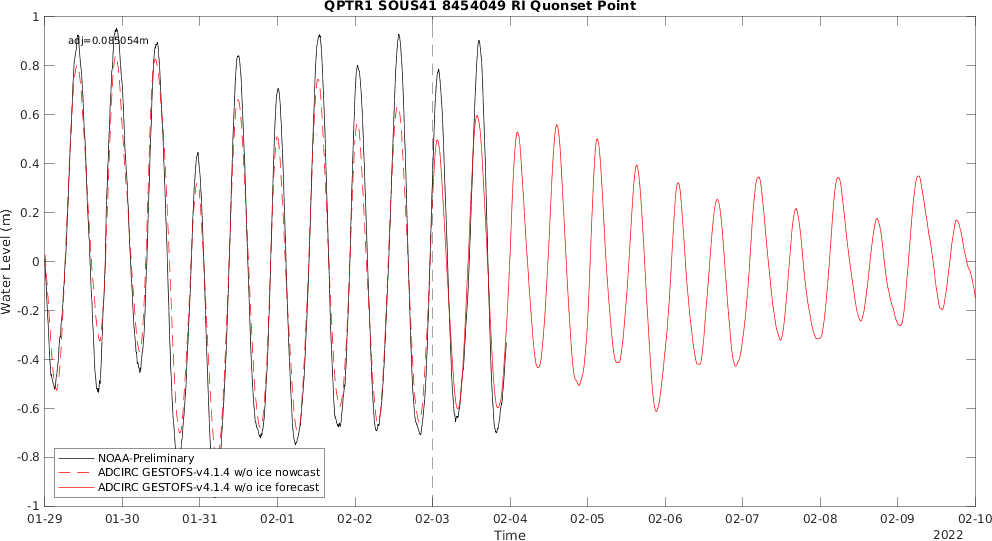 QPTR1 SOUS41 8454049 RI Quonset Point
adj=0.085054m
Water Level (m)
1
0.8
0.6
0.4
0.2
0
-0.2
-0.4
-0.6
-0.8
-1
NOAA-Preliminary
ADCIRC GESTOFS-v4.1.4 w/o ice nowcast
ADCIRC GESTOFS-v4.1.4 w/o ice forecast
01-29 01-30 01-31 02-01 02-02 02-03 02-04 02-05 02-06 02-07 02-08 02-09 02-10
Time
2022